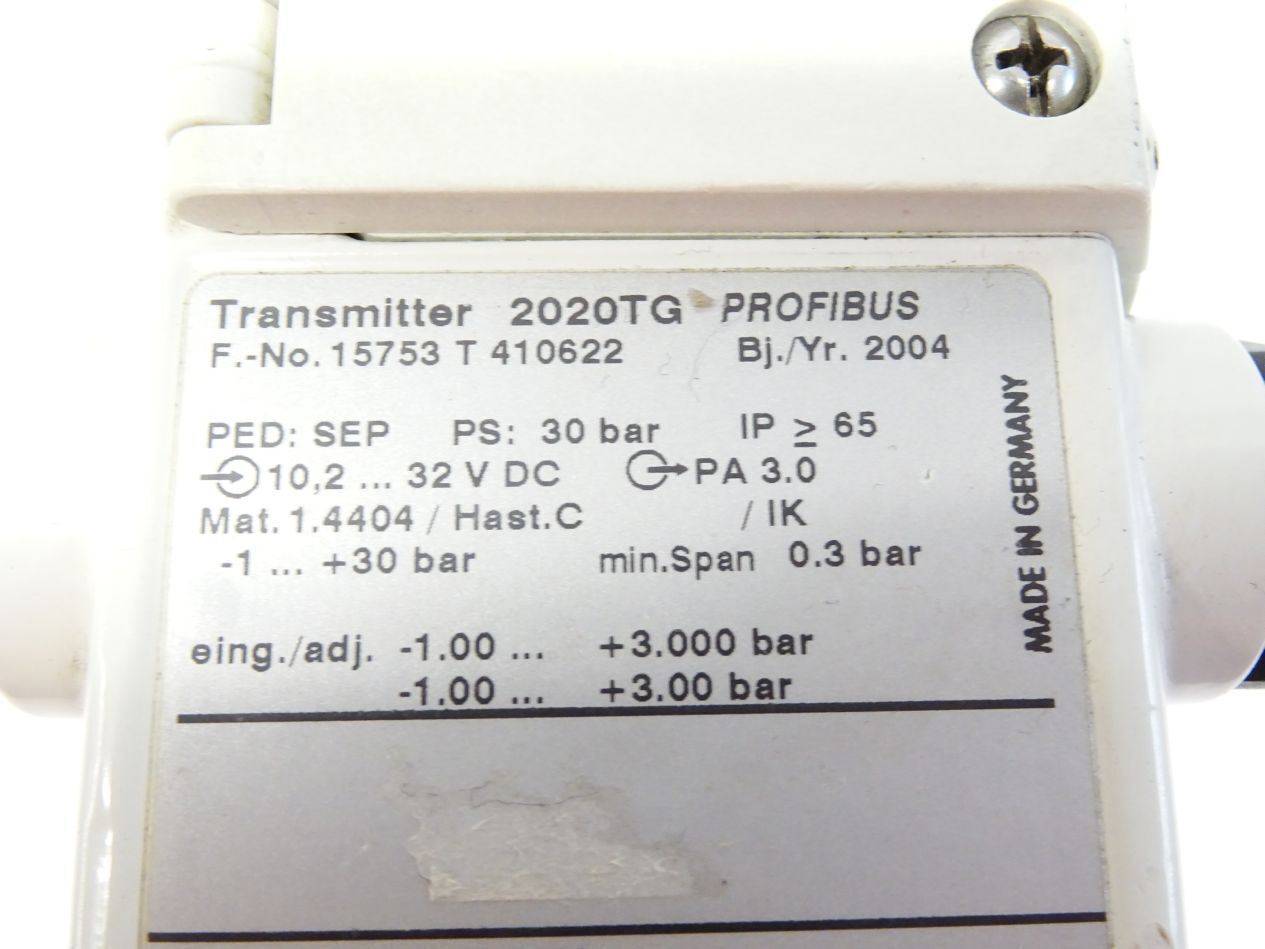 Transmitter 2020TG PROFIBUS
F.-No. 15753 T 410622 Bj./Yr. 2004
PED: SEP PS: 30 bar IP ≥ 65
10,2 ... 32 V DC PA 3.0
Mat. 1.4404 / Hast.C / IK
-1 ... +30 bar min.Span 0.3 bar
eing./adj. -1.00 ... +3.000 bar
-1.00 ... +3.00 bar
MADE IN GERMANY